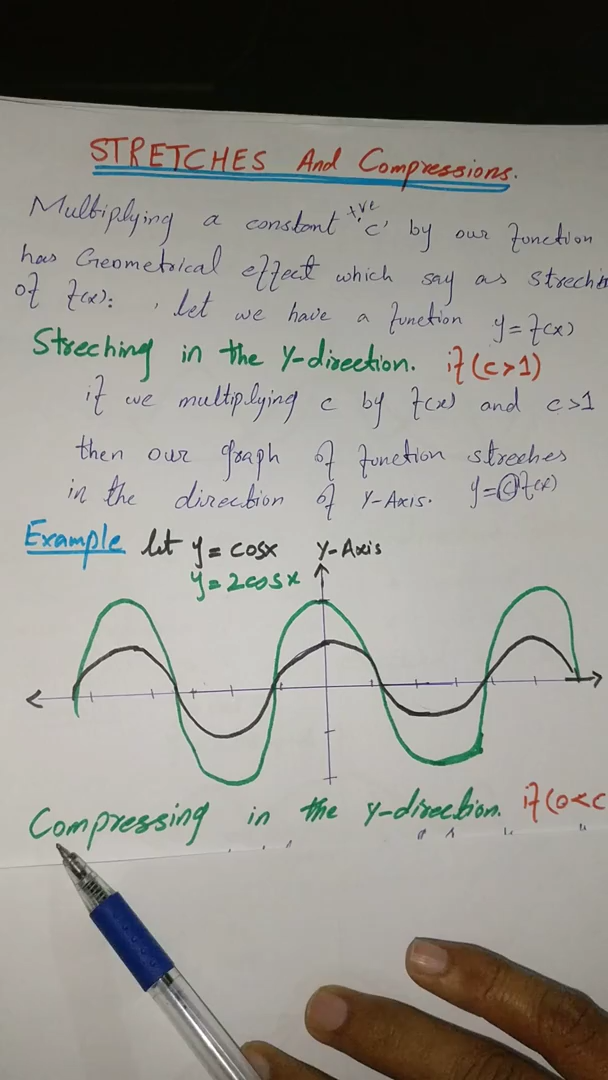 STRETCHES And Compressions.
Multiplying a constant +ve 'c' by our function
has Geometrical effect which say as Strechin
of f(x): , let we have a function y=f(x)
Streching in the Y-direction. if (c>1)
if we multiplying c by f(x) and c>1
then our graph of function streches
in the direction of Y-Axis. y=cf(x)
Example let y=cosx Y-Axis
y=2cosx
Compressing in the y-direction. if (0<c